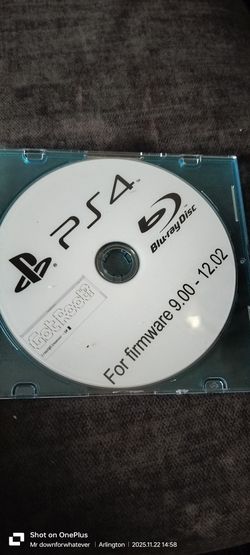 PS4
Blu-ray Disc
GotRoot?
For firmware 9.00 - 12.02
Shot on OnePlus
Mr downforwhatever | Arlington | 2025.11.22 14:58